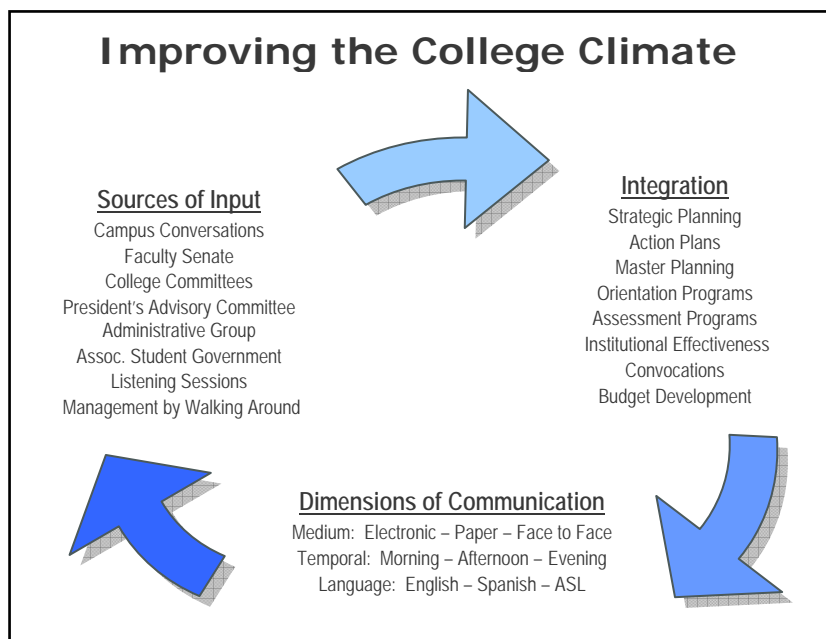 Improving the College Climate
Sources of Input
Campus Conversations
Faculty Senate
College Committees
President's Advisory Committee
Administrative Group
Assoc. Student Government
Listening Sessions
Management by Walking Around
Integration
Strategic Planning
Action Plans
Master Planning
Orientation Programs
Assessment Programs
Institutional Effectiveness
Convocations
Budget Development
Dimensions of Communication
Medium: Electronic – Paper – Face to Face
Temporal: Morning – Afternoon – Evening
Language: English – Spanish – ASL